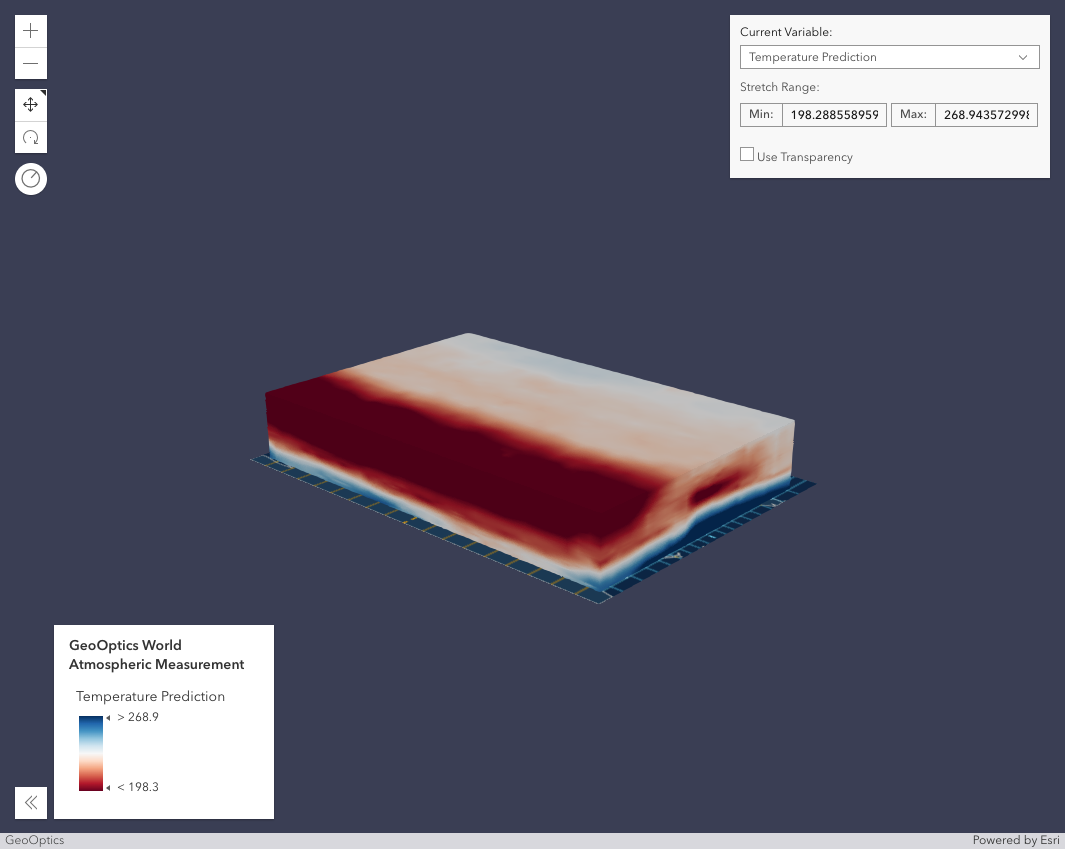 Current Variable:
Temperature Prediction
Stretch Range:
Min: 198.288558959 Max: 268.94357299
Use Transparency
GeoOptics World
Atmospheric Measurement
Temperature Prediction
> 268.9
< 198.3
GeoOptics Powered by Esri